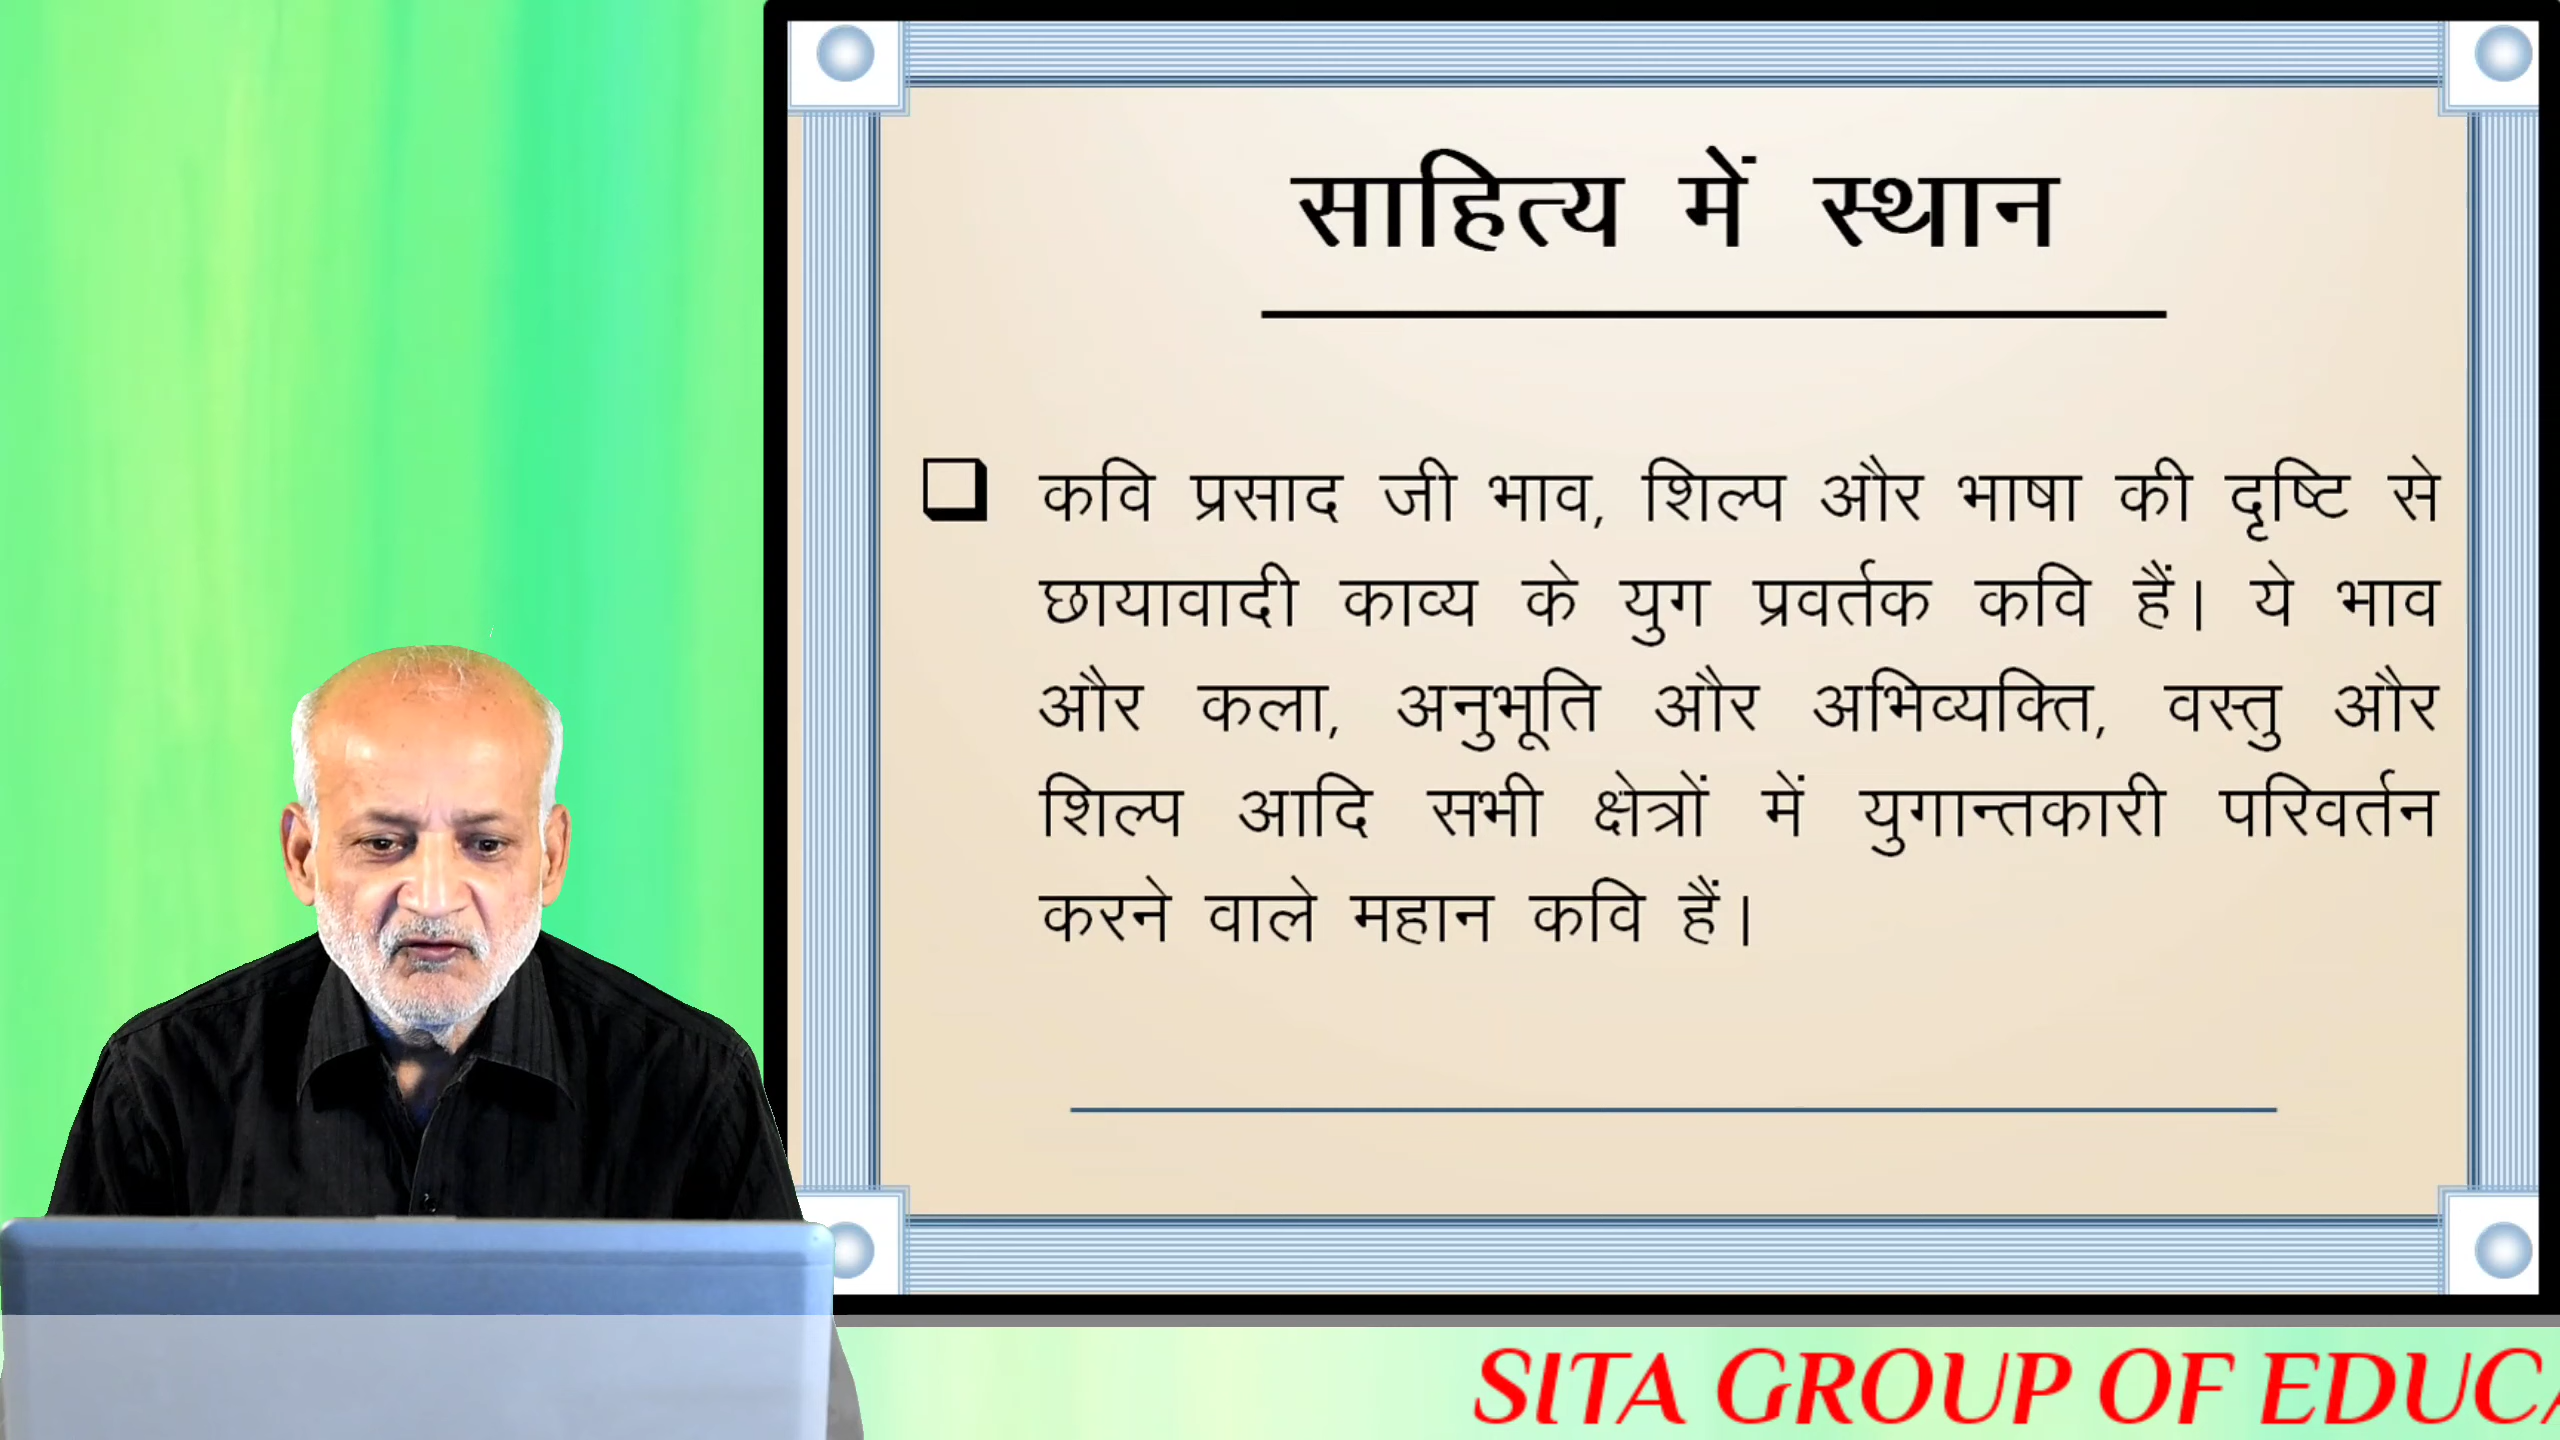 साहित्य में स्थान
कवि प्रसाद जी भाव, शिल्प और भाषा की दृष्टि से
छायावादी काव्य के युग प्रवर्तक कवि हैं। ये भाव
और कला, अनुभूति और अभिव्यक्ति, वस्तु और
शिल्प आदि सभी क्षेत्रों में युगान्तकारी परिवर्तन
करने वाले महान कवि हैं।
SITA GROUP OF EDUCA